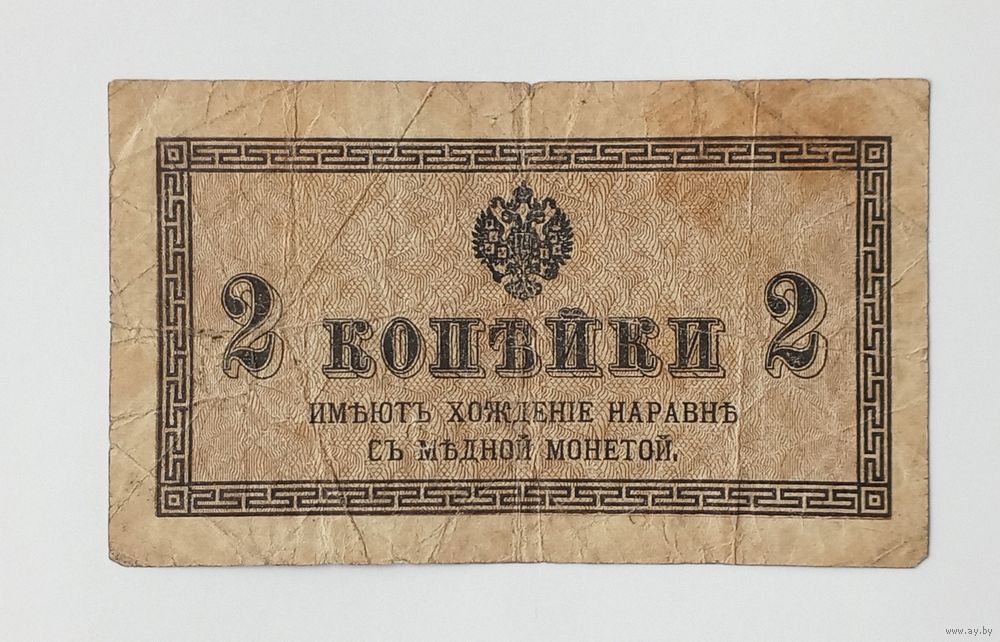 2 КОПѢЙКИ 2
ИМѢЮТЪ ХОЖДЕНІЕ НАРАВНѢ
СЪ МѢДНОЙ МОНЕТОЙ.
www.ay.by